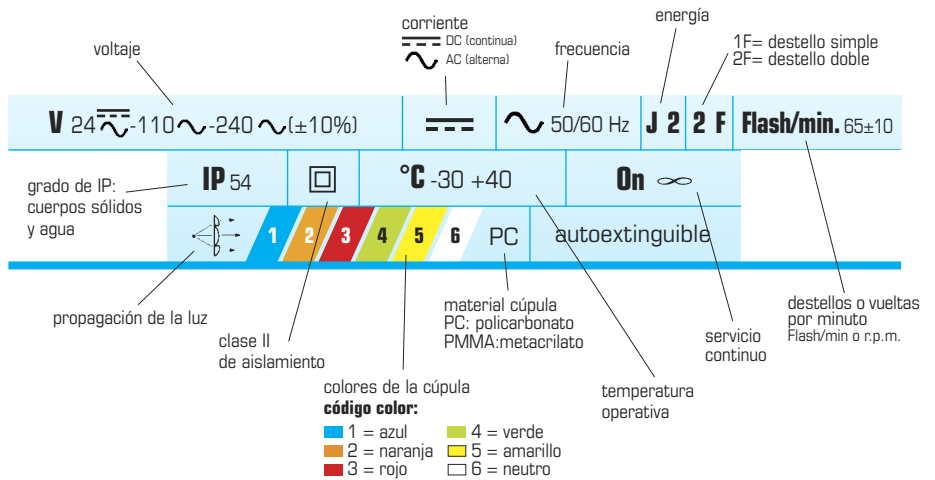 corriente
DC (continua)
AC (alterna)
voltaje
frecuencia
energía
1F= destello simple
2F= destello doble
V 24 -110 -240 (±10%)
50/60 Hz
J 2
2 F
Flash/min. 65±10
IP 54
°C -30 +40
On ∞
grado de IP:
cuerpos sólidos
y agua
1 2 3 4 5 6 PC
autoextinguible
propagación de la luz
clase II
de aislamiento
material cúpula
PC: policarbonato
PMMA:metacrilato
servicio
continuo
destellos o vueltas
por minuto
Flash/min o r.p.m.
temperatura
operativa
colores de la cúpula
código color:
1 = azul
2 = naranja
3 = rojo
4 = verde
5 = amarillo
6 = neutro